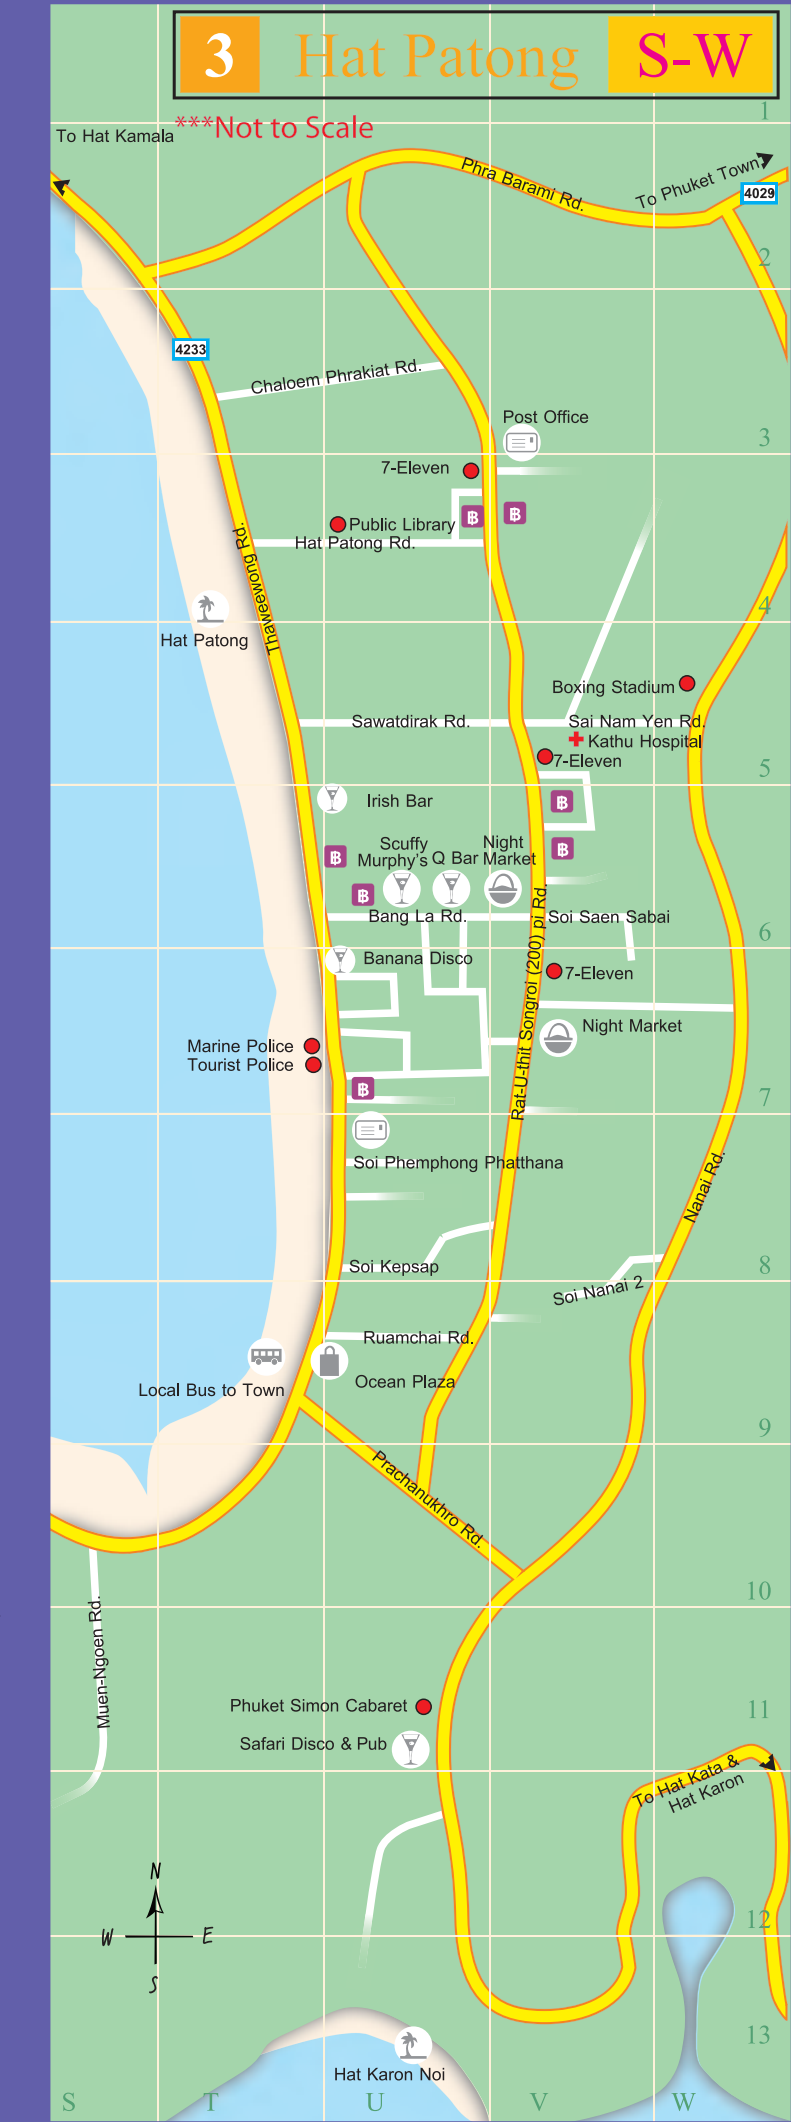 3 Hat Patong S-W
***Not to Scale
1
To Hat Kamala
Phra Barami Rd.
To Phuket Town
4029
2
4233
Chaloem Phrakiat Rd.
Post Office
3
7-Eleven
฿
฿
Public Library
Hat Patong Rd.
Thaweewong Rd.
4
Hat Patong
Boxing Stadium
Sawatdirak Rd.
Sai Nam Yen Rd.
Kathu Hospital
7-Eleven
5
Irish Bar
฿
฿
฿
฿
Scuffy
Murphy's
Q Bar
Night
Market
Bang La Rd.
Soi Saen Sabai
Rat-U-thit Songroi (200) pi Rd.
6
Banana Disco
7-Eleven
Night Market
Marine Police
Tourist Police
฿
7
Soi Phemphong Phatthana
Nanai Rd.
Soi Kepsap
8
Soi Nanai 2
Ruamchai Rd.
Ocean Plaza
Local Bus to Town
9
Prachanukhro Rd.
10
Muen-Ngoen Rd.
Phuket Simon Cabaret
11
Safari Disco & Pub
To Hat Kata &
Hat Karon
N
W
E
S
12
13
Hat Karon Noi
S
T
U
V
W